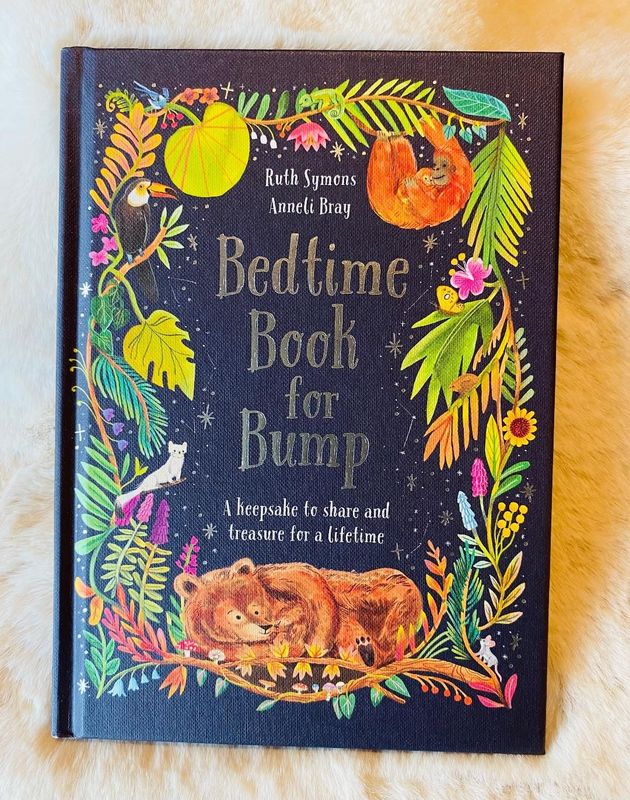 Ruth Symons
Anneli Bray
Bedtime
Book
for
Bump
A keepsake to share and
treasure for a lifetime